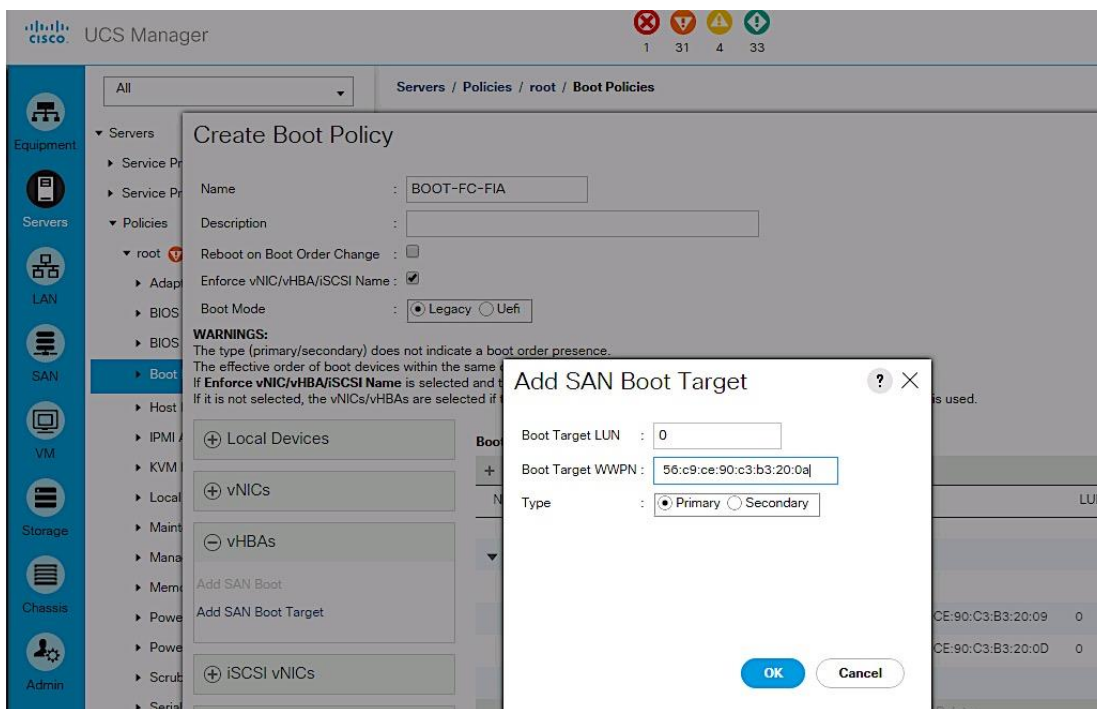 CISCO UCS Manager
1 31 4 33
All
Servers / Policies / root / Boot Policies
Equipment
Servers
LAN
SAN
VM
Storage
Chassis
Admin
Servers
Service Pr
Service Pr
Policies
root
Adap
BIOS
BIOS
Boot
Host
IPMI
KVM
Local
Maint
Mana
Memo
Powe
Powe
Scrub
Serial
Create Boot Policy
Name : BOOT-FC-FIA
Description :
Reboot on Boot Order Change :
Enforce vNIC/vHBA/iSCSI Name :
Boot Mode : Legacy Uefi
WARNINGS:
The type (primary/secondary) does not indicate a boot order presence.
The effective order of boot devices within the same
If Enforce vNIC/vHBA/iSCSI Name is selected and t
If it is not selected, the vNICs/vHBAs are selected if is used.
Local Devices
vNICs
vHBAs
Add SAN Boot
Add SAN Boot Target
iSCSI vNICs
Boot
+
N LU
CE:90:C3:B3:20:09 0
CE:90:C3:B3:20:0D 0
Add SAN Boot Target ? ×
Boot Target LUN : 0
Boot Target WWPN : 56:c9:ce:90:c3:b3:20:0a
Type : Primary Secondary
OK Cancel